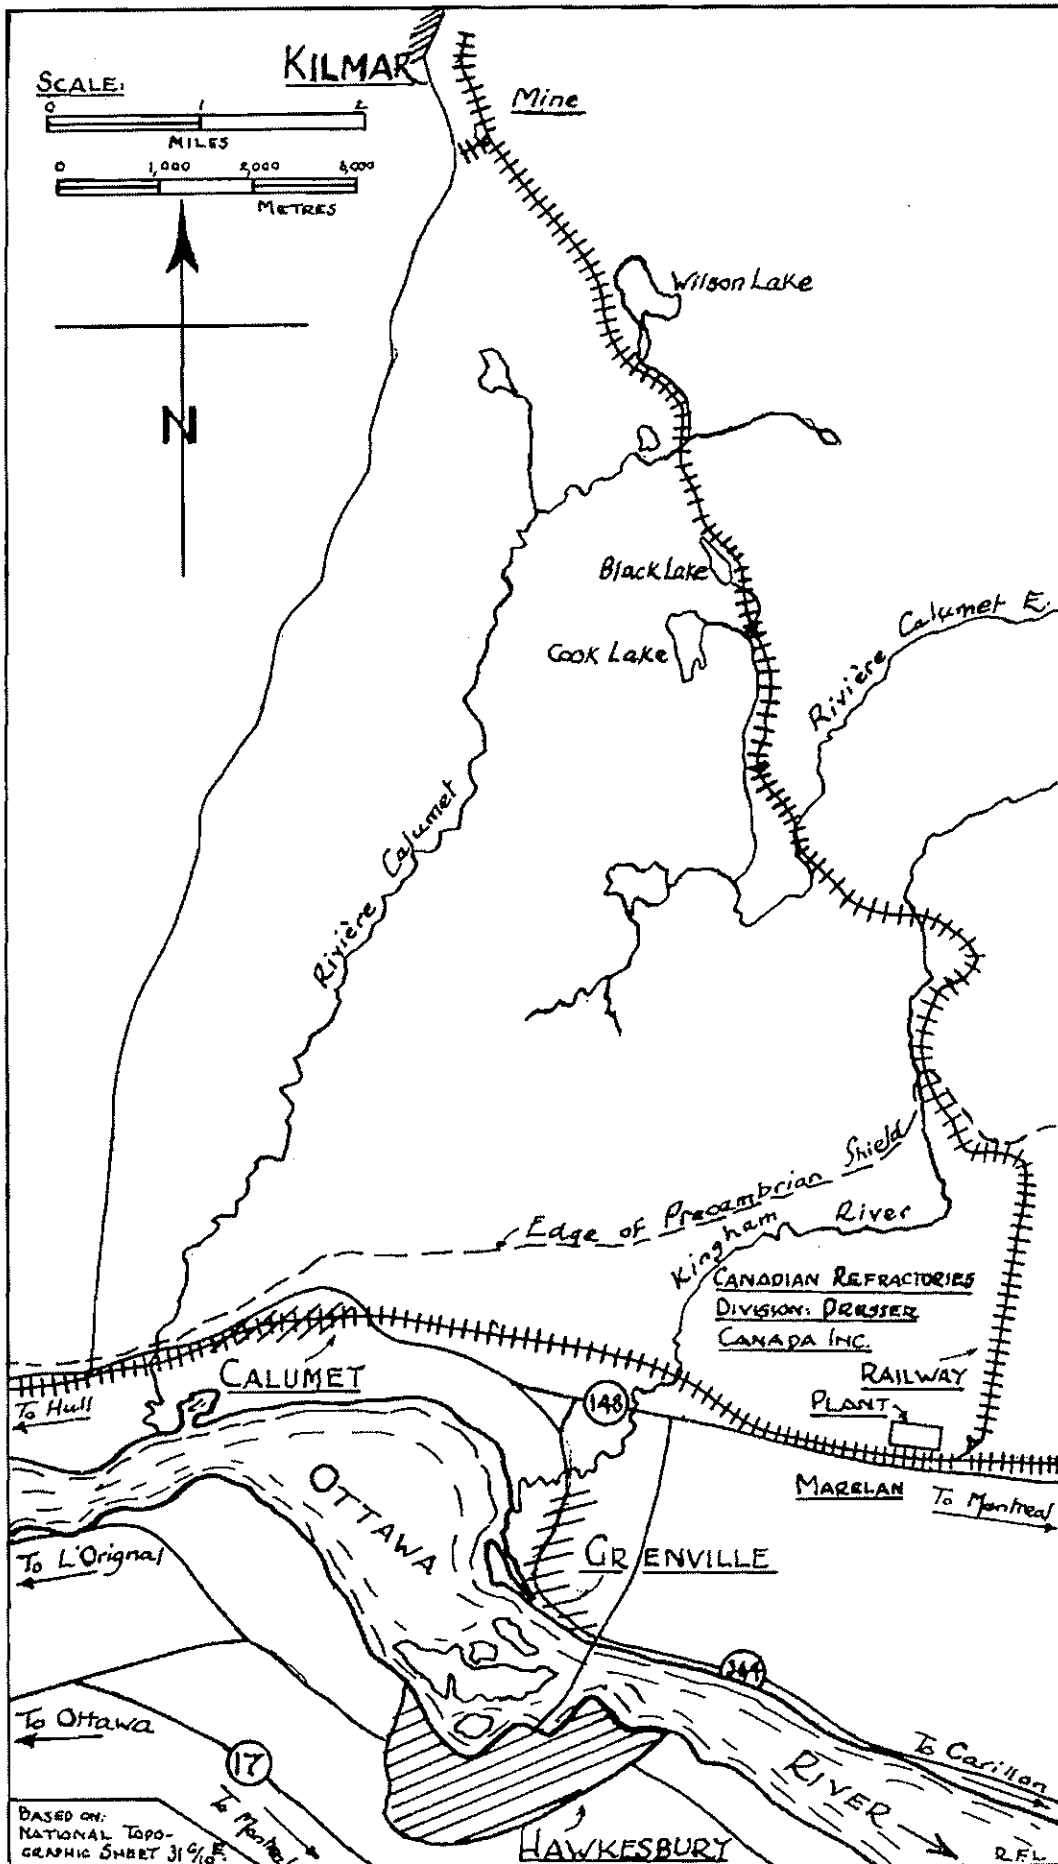 KILMAR
SCALE:
0 1 2
MILES
0 1,000 2,000 3,000
METRES
Mine
Wilson Lake
N
Black Lake
Cook Lake
Rivière Calumet E.
Rivière Calumet
Edge of Precambrian Shield
Kingham River
CANADIAN REFRACTORIES
DIVISION: DRESSER
CANADA INC.
RAILWAY
PLANT
CALUMET
To Hull
148
MARELAN
To Montreal
OTTAWA
To L'Orignal
GRENVILLE
344
To Ottawa
17
To Montreal
To Carillon
RIVER
HAWKESBURY
BASED ON:
NATIONAL TOPO-
GRAPHIC SHEET 31 G/10 E.
R.F.L.